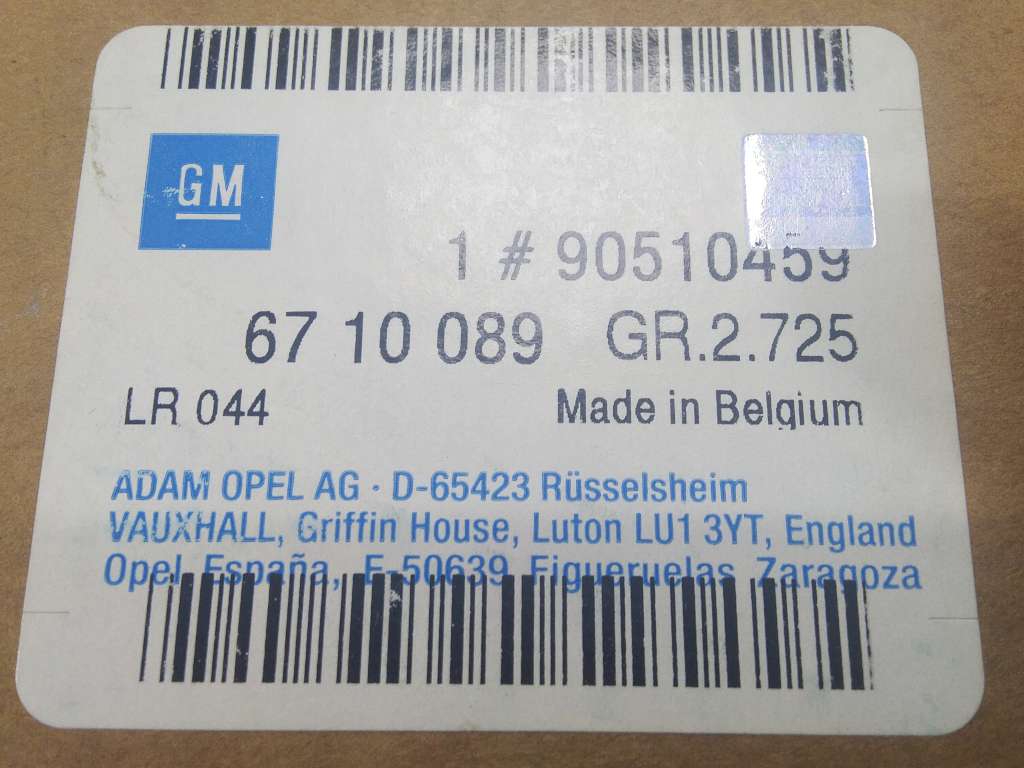 GM
1 # 90510459
67 10 089 GR.2.725
LR 044 Made in Belgium
ADAM OPEL AG · D-65423 Rüsselsheim
VAUXHALL, Griffin House, Luton LU1 3YT, England
Opel España, E-50639 Figueruelas Zaragoza